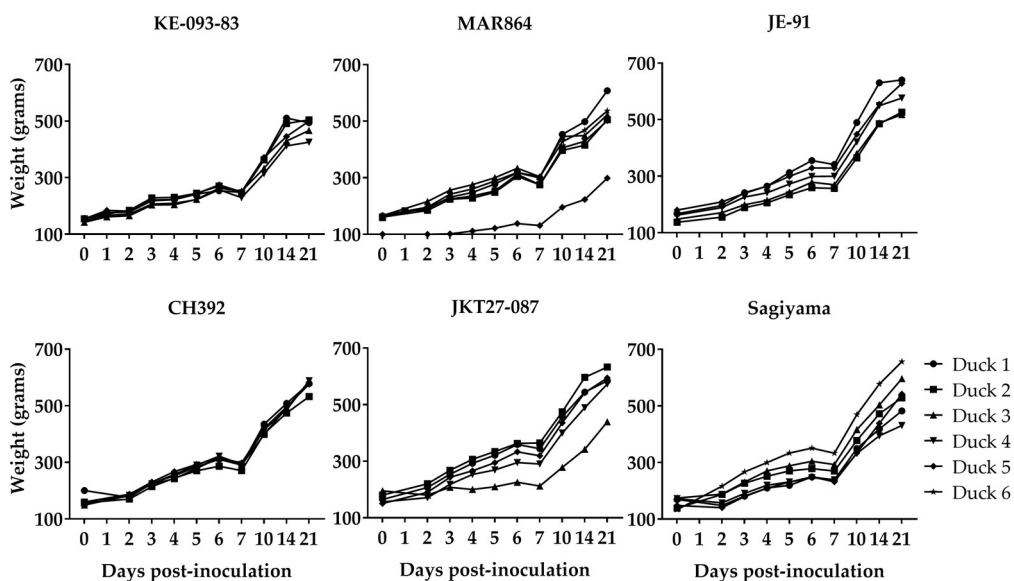 KE-093-83 MAR864 JE-91
Weight (grams)
700 700 700
500 500 500
300 300 300
100 100 100
0 1 2 3 4 5 6 7 10 14 21 0 1 2 3 4 5 6 7 10 14 21 0 1 2 3 4 5 6 7 10 14 21
CH392 JKT27-087 Sagiyama
Weight (grams)
700 700 700
500 500 500
300 300 300
100 100 100
0 1 2 3 4 5 6 7 10 14 21 0 1 2 3 4 5 6 7 10 14 21 0 1 2 3 4 5 6 7 10 14 21
Days post-inoculation Days post-inoculation Days post-inoculation
Duck 1
Duck 2
Duck 3
Duck 4
Duck 5
Duck 6